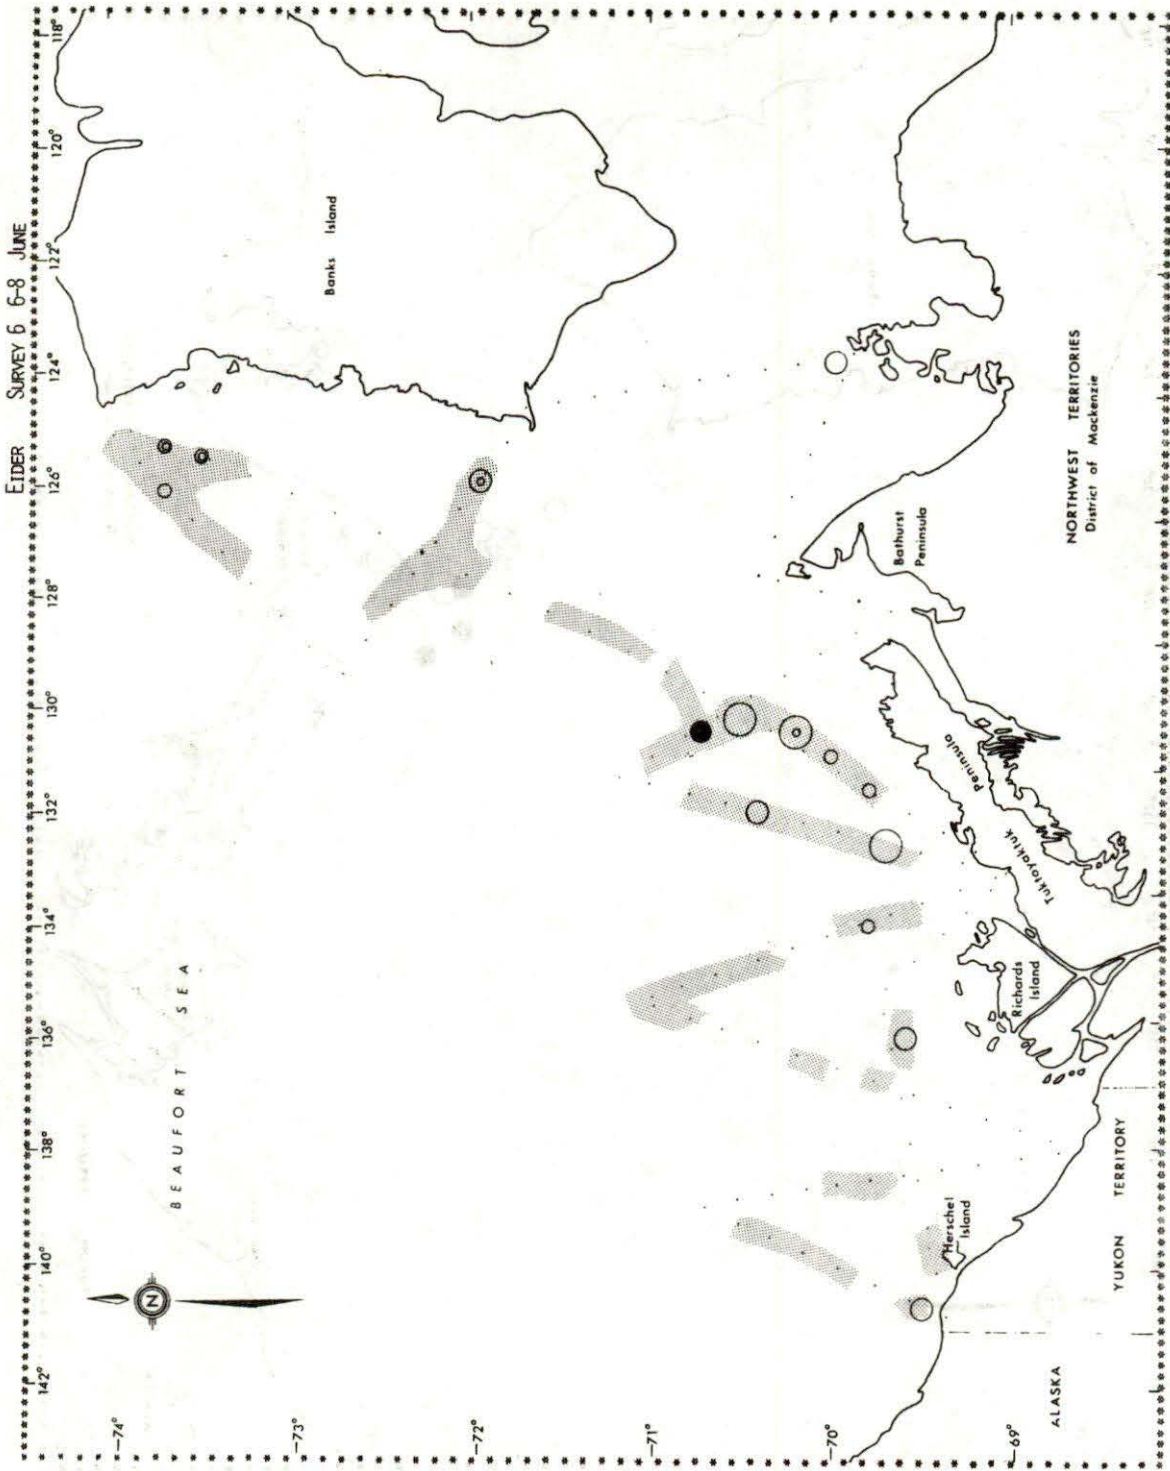 EIDER SURVEY 6 6-8 JUNE
142°
140°
138°
136°
134°
132°
130°
128°
126°
124°
122°
120°
118°
74°
73°
72°
71°
70°
69°
N
BEAUFORT SEA
Banks Island
Bathurst
Peninsula
Tuktoyaktuk Peninsula
Richards
Island
Herschel
Island
NORTHWEST TERRITORIES
District of Mackenzie
YUKON TERRITORY
ALASKA